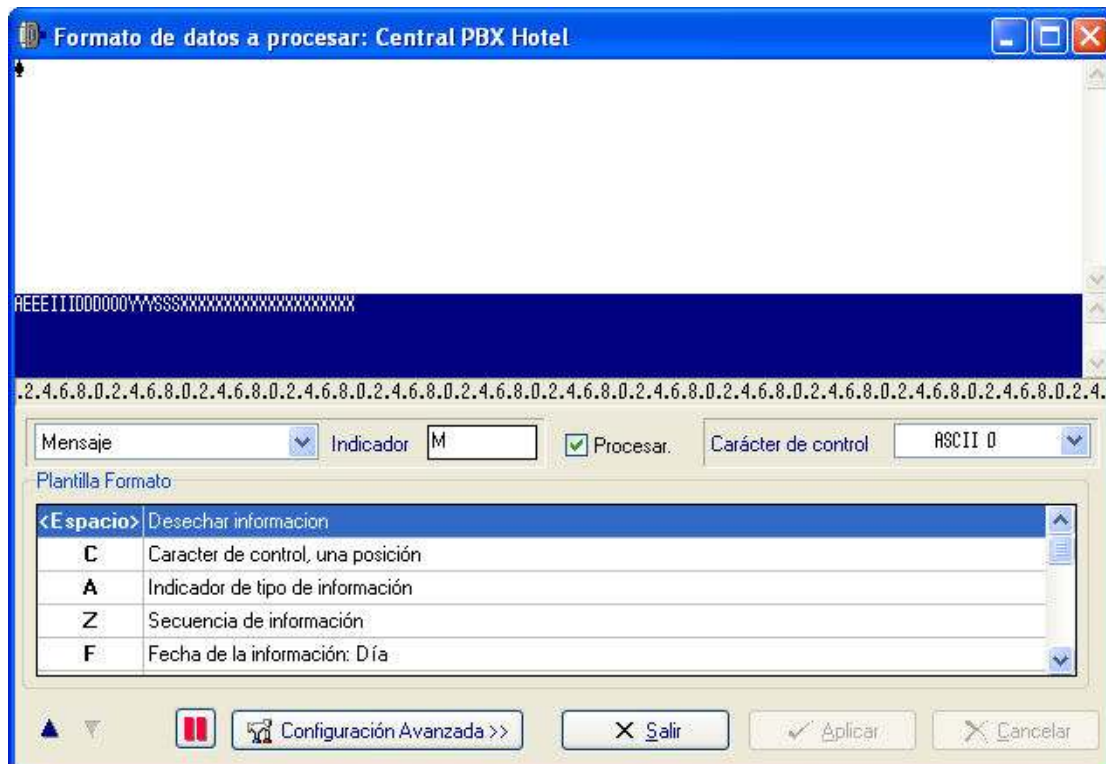 Formato de datos a procesar: Central PBX Hotel
AEEEIIIDDDOOOYYYSSSXXXXXXXXXXXXXXXXXXXX
.2.4.6.8.0.2.4.6.8.0.2.4.6.8.0.2.4.6.8.0.2.4.6.8.0.2.4.6.8.0.2.4.6.8.0.2.4.6.8.0.2.4.6.8.0.2.4.6.8.0.2.4.
Mensaje Indicador M Procesar. Carácter de control ASCII 0
Plantilla Formato
<Espacio> Desechar informacion
C Caracter de control, una posición
A Indicador de tipo de información
Z Secuencia de información
F Fecha de la información: Día
Configuración Avanzada >> Salir Aplicar Cancelar